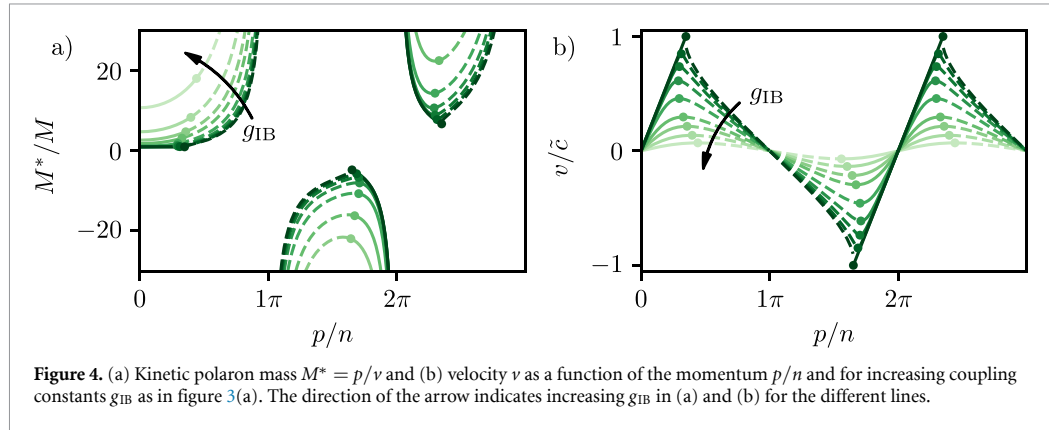 a)
20
0
−20
M*/M
g_IB
0
1π
2π
p/n
b)
1
0
−1
v/c̃
g_IB
0
1π
2π
p/n
Figure 4. (a) Kinetic polaron mass M* = p/v and (b) velocity v as a function of the momentum p/n and for increasing coupling
constants g_IB as in figure 3(a). The direction of the arrow indicates increasing g_IB in (a) and (b) for the different lines.